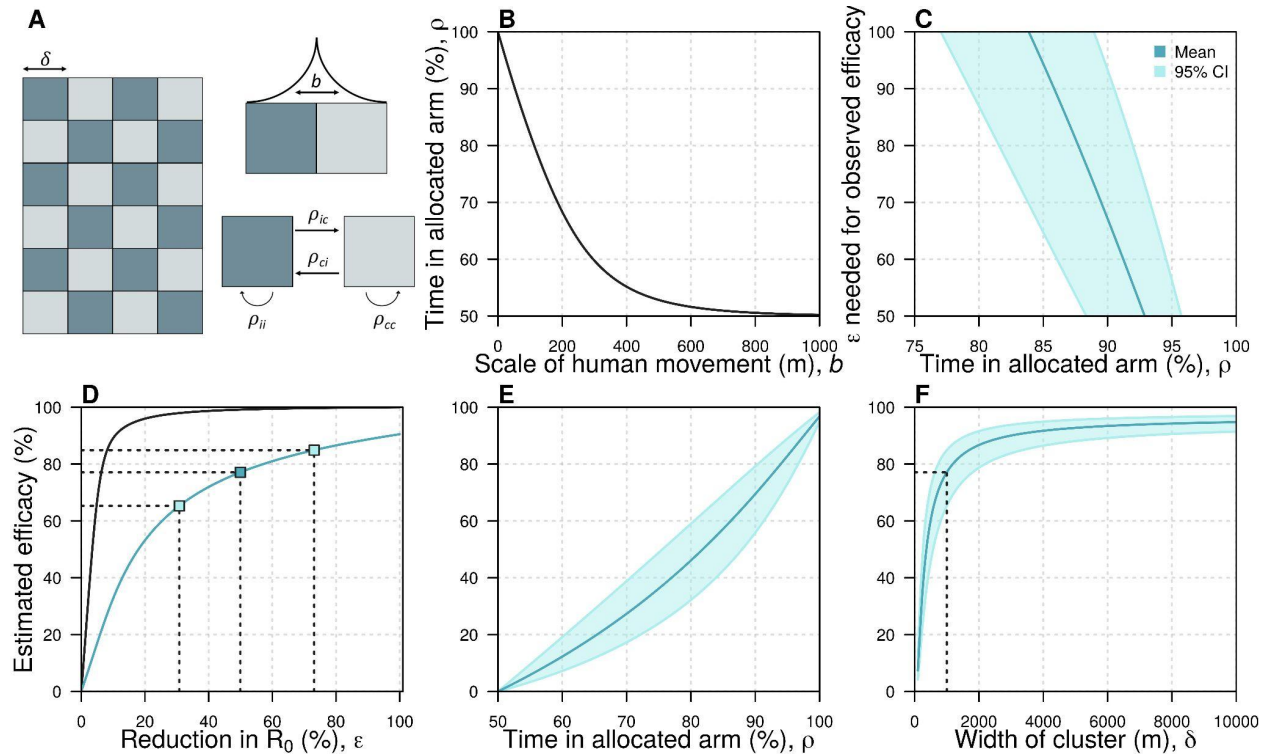 A
δ
b
ρic
ρci
ρii
ρcc
B
Time in allocated arm (%), ρ
100
90
80
70
60
50
0
200
400
600
800
1000
Scale of human movement (m), b
C
ε needed for observed efficacy
100
90
80
70
60
50
75
80
85
90
95
100
Time in allocated arm (%), ρ
Mean
95% CI
D
Estimated efficacy (%)
100
80
60
40
20
0
0
20
40
60
80
100
Reduction in R0 (%), ε
E
100
80
60
40
20
0
50
60
70
80
90
100
Time in allocated arm (%), ρ
F
100
80
60
40
20
0
0
2000
4000
6000
8000
10000
Width of cluster (m), δ